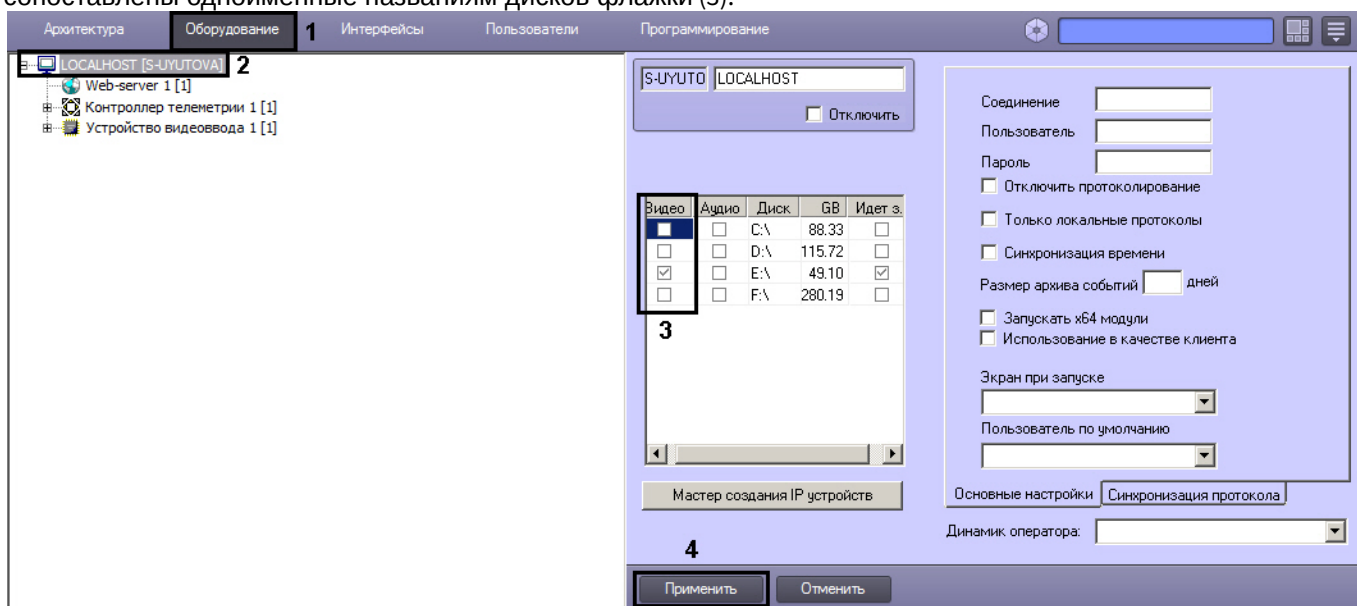 сопоставлены одноименные названиям дисков флажки (3).
Архитектура Оборудование 1 Интерфейсы Пользователи Программирование
LOCALHOST [S-UYUTOVA] 2
Web-server 1 [1]
Контроллер телеметрии 1 [1]
Устройство видеоввода 1 [1]
S-UYUTO LOCALHOST
Отключить
Видео Аудио Диск GB Идет з.
C:\ 88.33
D:\ 115.72
E:\ 49.10
F:\ 280.19
3
Мастер создания IP устройств
Соединение
Пользователь
Пароль
Отключить протоколирование
Только локальные протоколы
Синхронизация времени
Размер архива событий дней
Запускать x64 модули
Использование в качестве клиента
Экран при запуске
Пользователь по умолчанию
Основные настройки Синхронизация протокола
Динамик оператора:
4
Применить Отменить